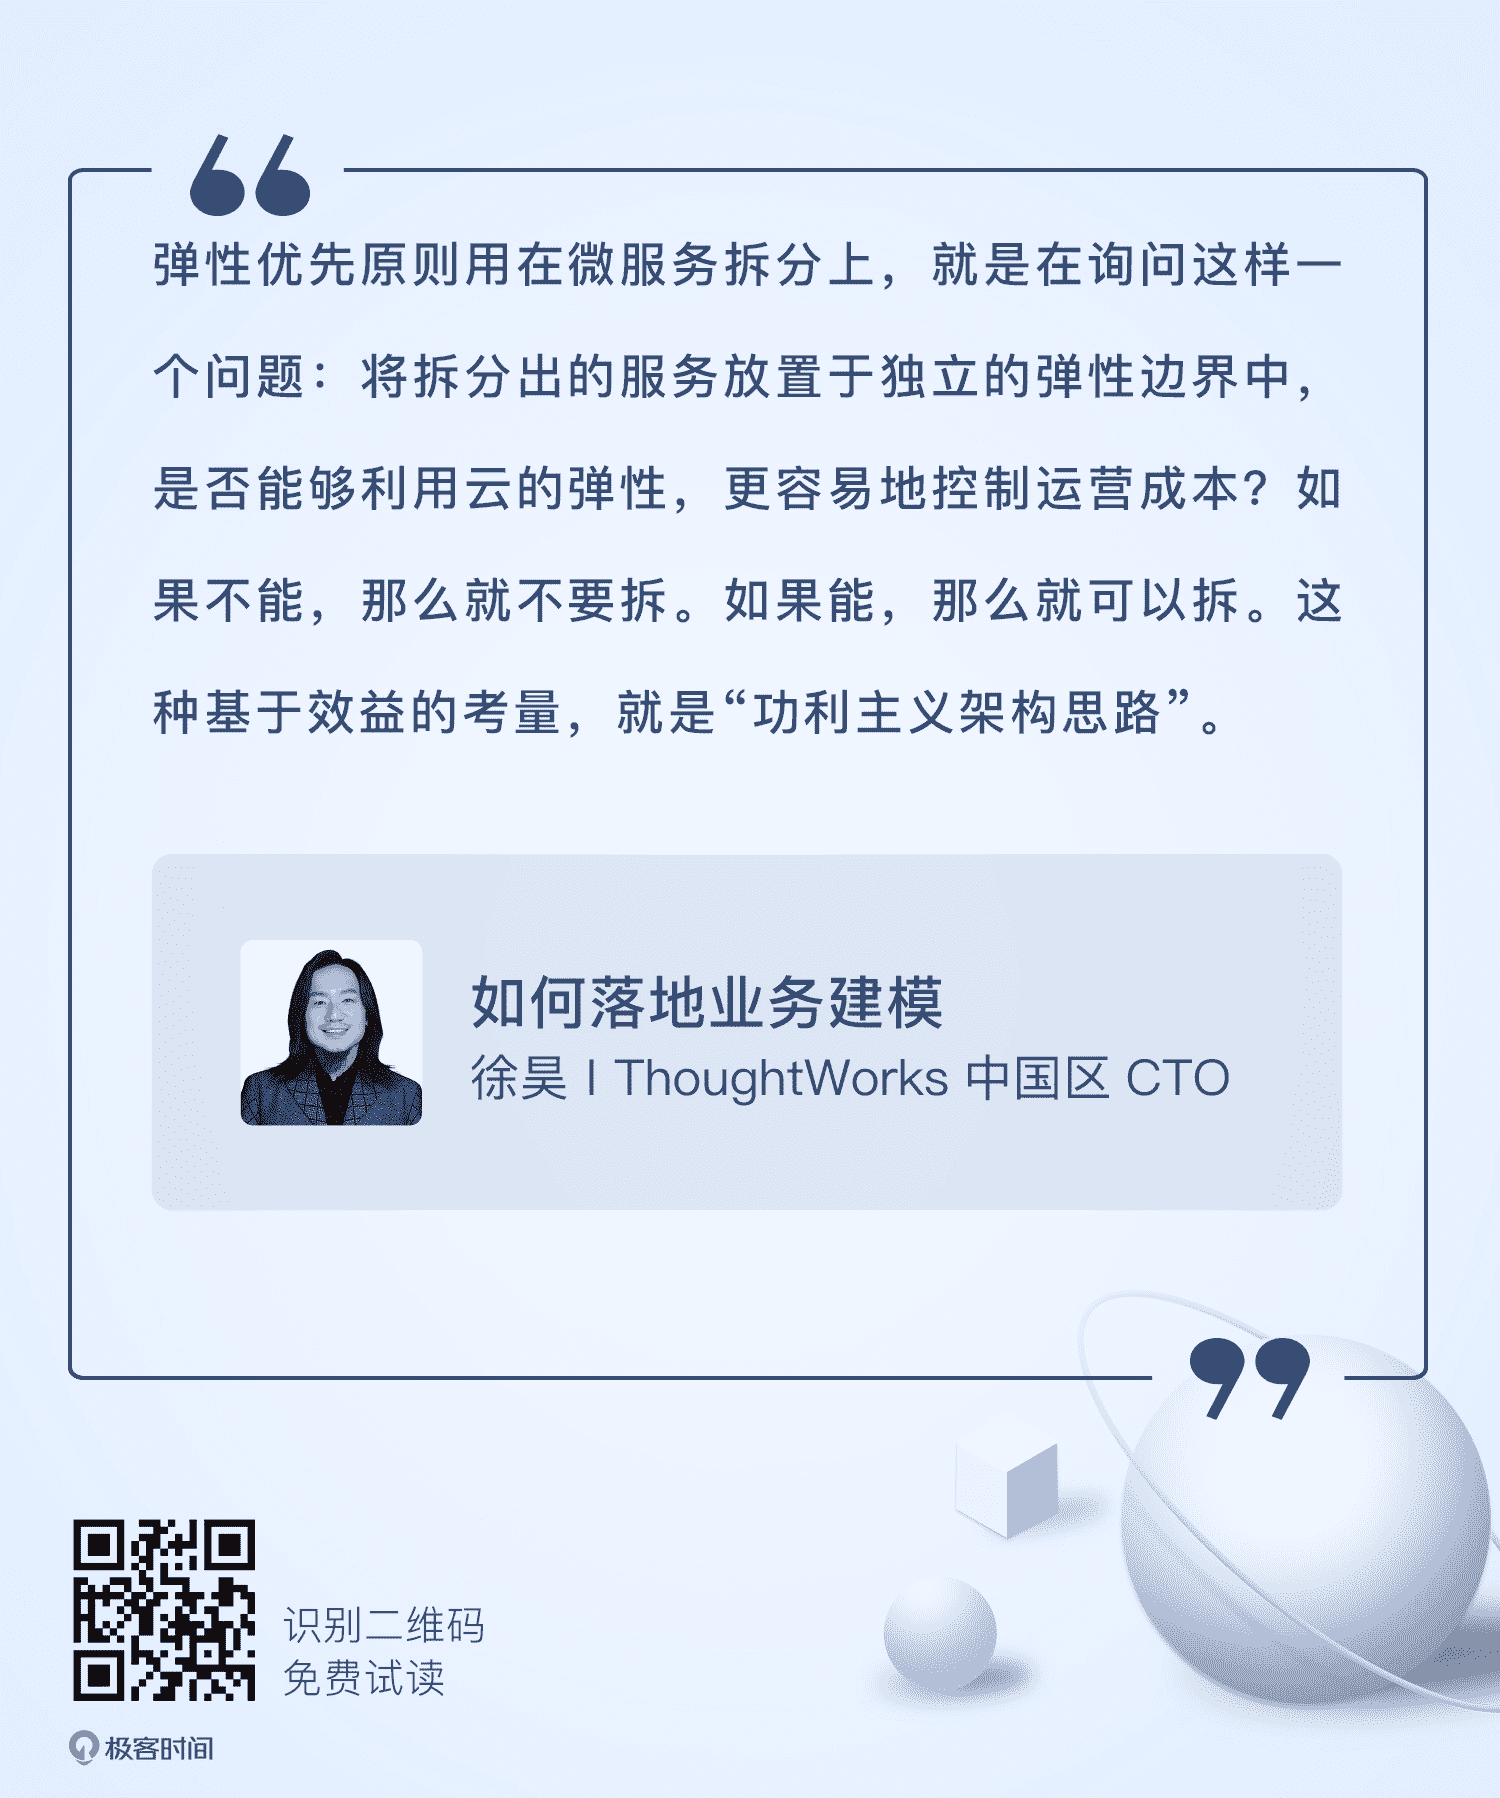 弹性优先原则用在微服务拆分上，就是在询问这样一
个问题：将拆分出的服务放置于独立的弹性边界中，
是否能够利用云的弹性，更容易地控制运营成本？如
果不能，那么就不要拆。如果能，那么就可以拆。这
种基于效益的考量，就是“功利主义架构思路”。
如何落地业务建模
徐昊 | ThoughtWorks 中国区 CTO
识别二维码
免费试读
极客时间